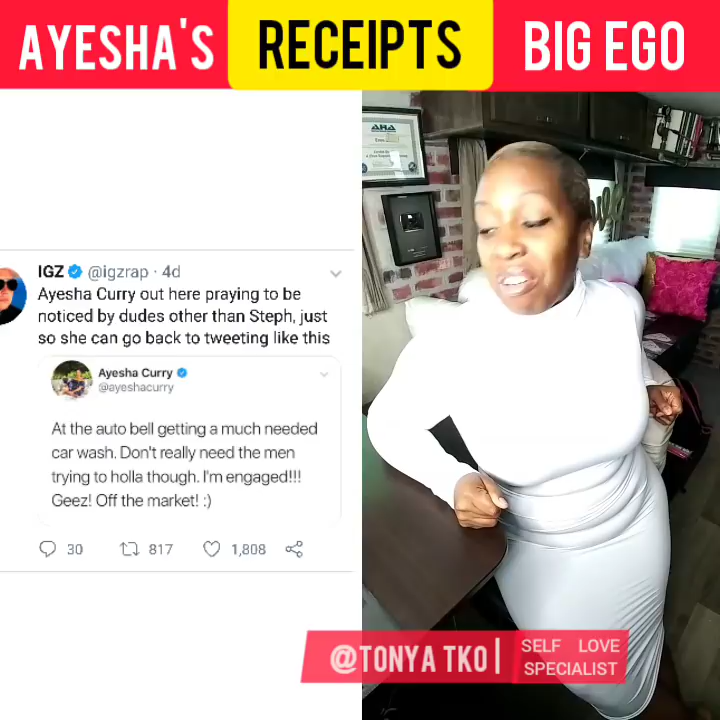 AYESHA'S RECEIPTS BIG EGO
IGZ @igzrap · 4d
Ayesha Curry out here praying to be
noticed by dudes other than Steph, just
so she can go back to tweeting like this
Ayesha Curry
@ayeshacurry
At the auto bell getting a much needed
car wash. Don't really need the men
trying to holla though. I'm engaged!!!
Geez! Off the market! :)
30 817 1,808
AHA
@TONYA TKO|
SELF LOVE
SPECIALIST